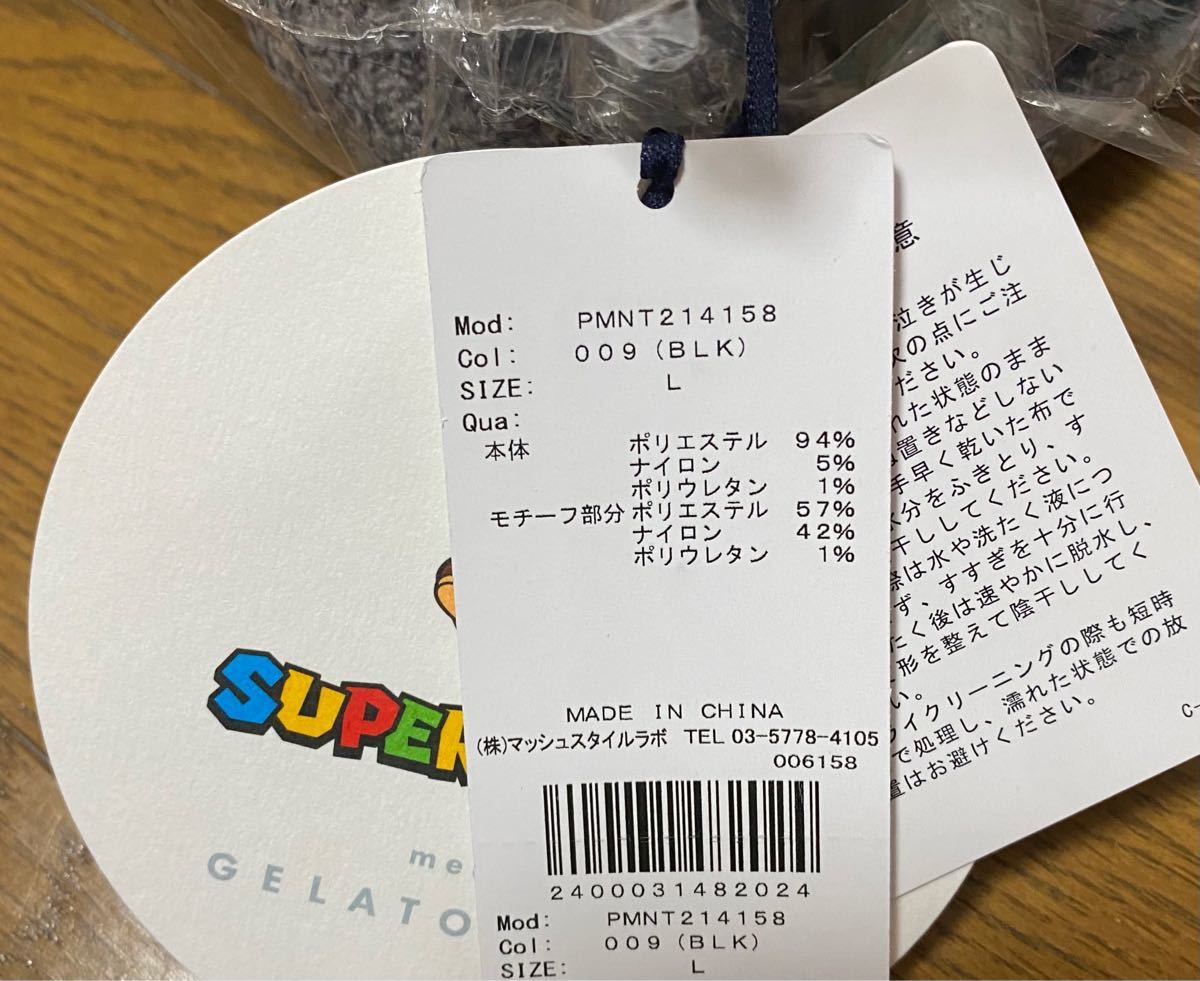 Mod: PMNT214158
Col: 009(BLK)
SIZE: L
Qua:
本体 ポリエステル 94%
ナイロン 5%
ポリウレタン 1%
モチーフ部分 ポリエステル 57%
ナイロン 42%
ポリウレタン 1%
MADE IN CHINA
(株)マッシュスタイルラボ TEL 03-5778-4105
006158
2400031482024
Mod: PMNT214158
Col: 009(BLK)
SIZE: L
SUPER
me
GELATO
意
泣きが生じ
の点にご注
ださい。
れた状態のまま
置きなどしない
手早く乾いた布で
水分をふきとり、す
干ししてください。
際は水や洗たく液につ
ず、すすぎを十分に行
たく後は速やかに脱水し、
形を整えて陰干ししてく
い。
ライクリーニングの際も短時
で処理し、濡れた状態での放
置はお避けください。
C-